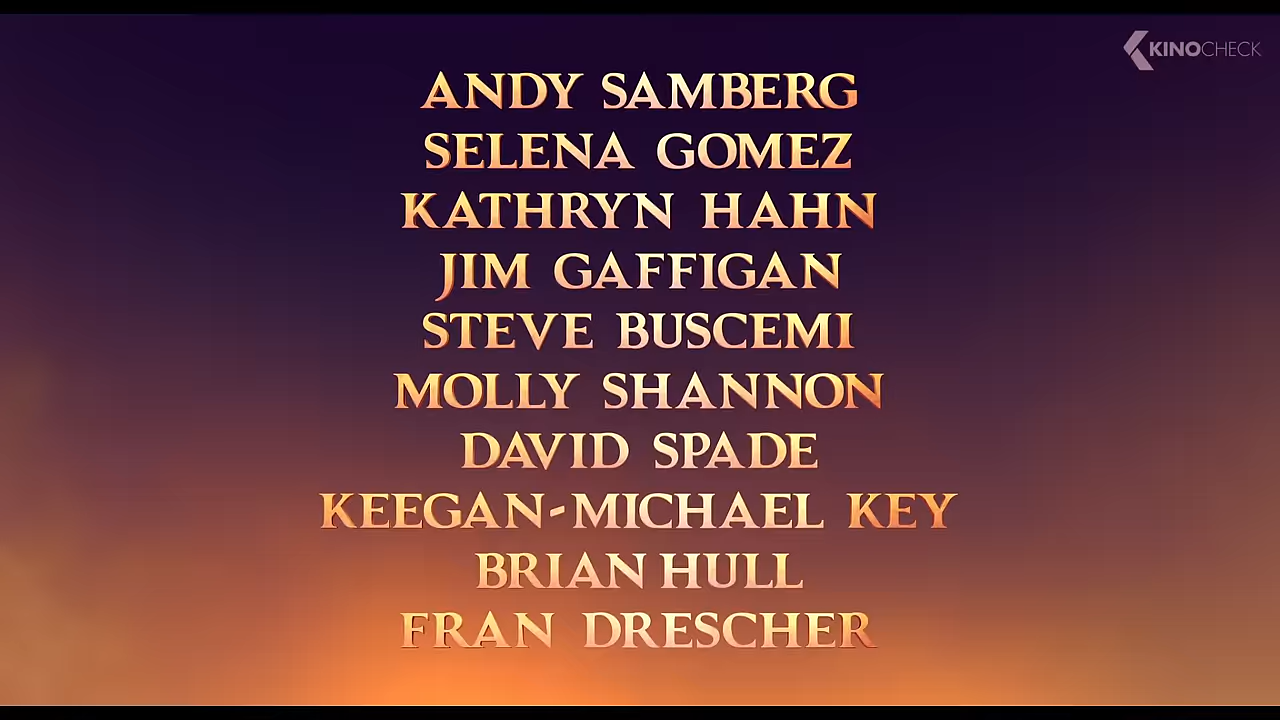 KINOCHECK
ANDY SAMBERG
SELENA GOMEZ
KATHRYN HAHN
JIM GAFFIGAN
STEVE BUSCEMI
MOLLY SHANNON
DAVID SPADE
KEEGAN-MICHAEL KEY
BRIAN HULL
FRAN DRESCHER